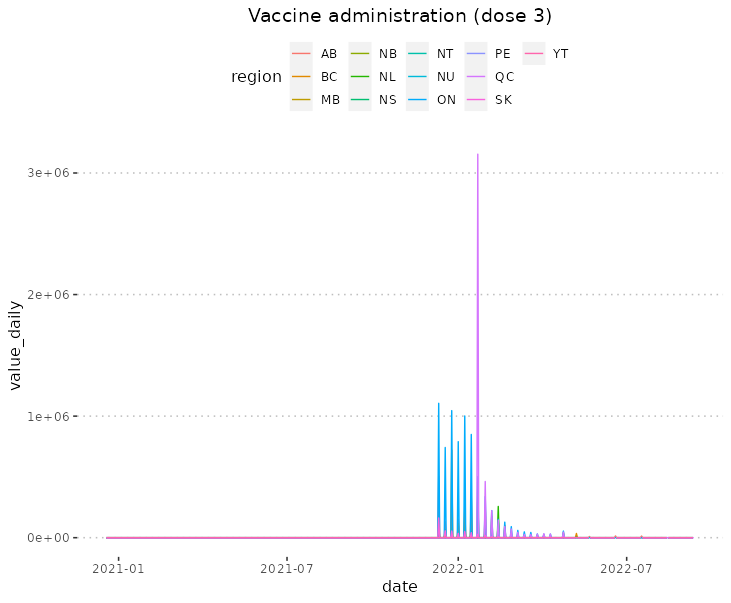 Vaccine administration (dose 3)
region
AB NB NT PE YT
BC NL NU QC
MB NS ON SK
value_daily
3e+06
2e+06
1e+06
0e+00
2021-01 2021-07 2022-01 2022-07
date